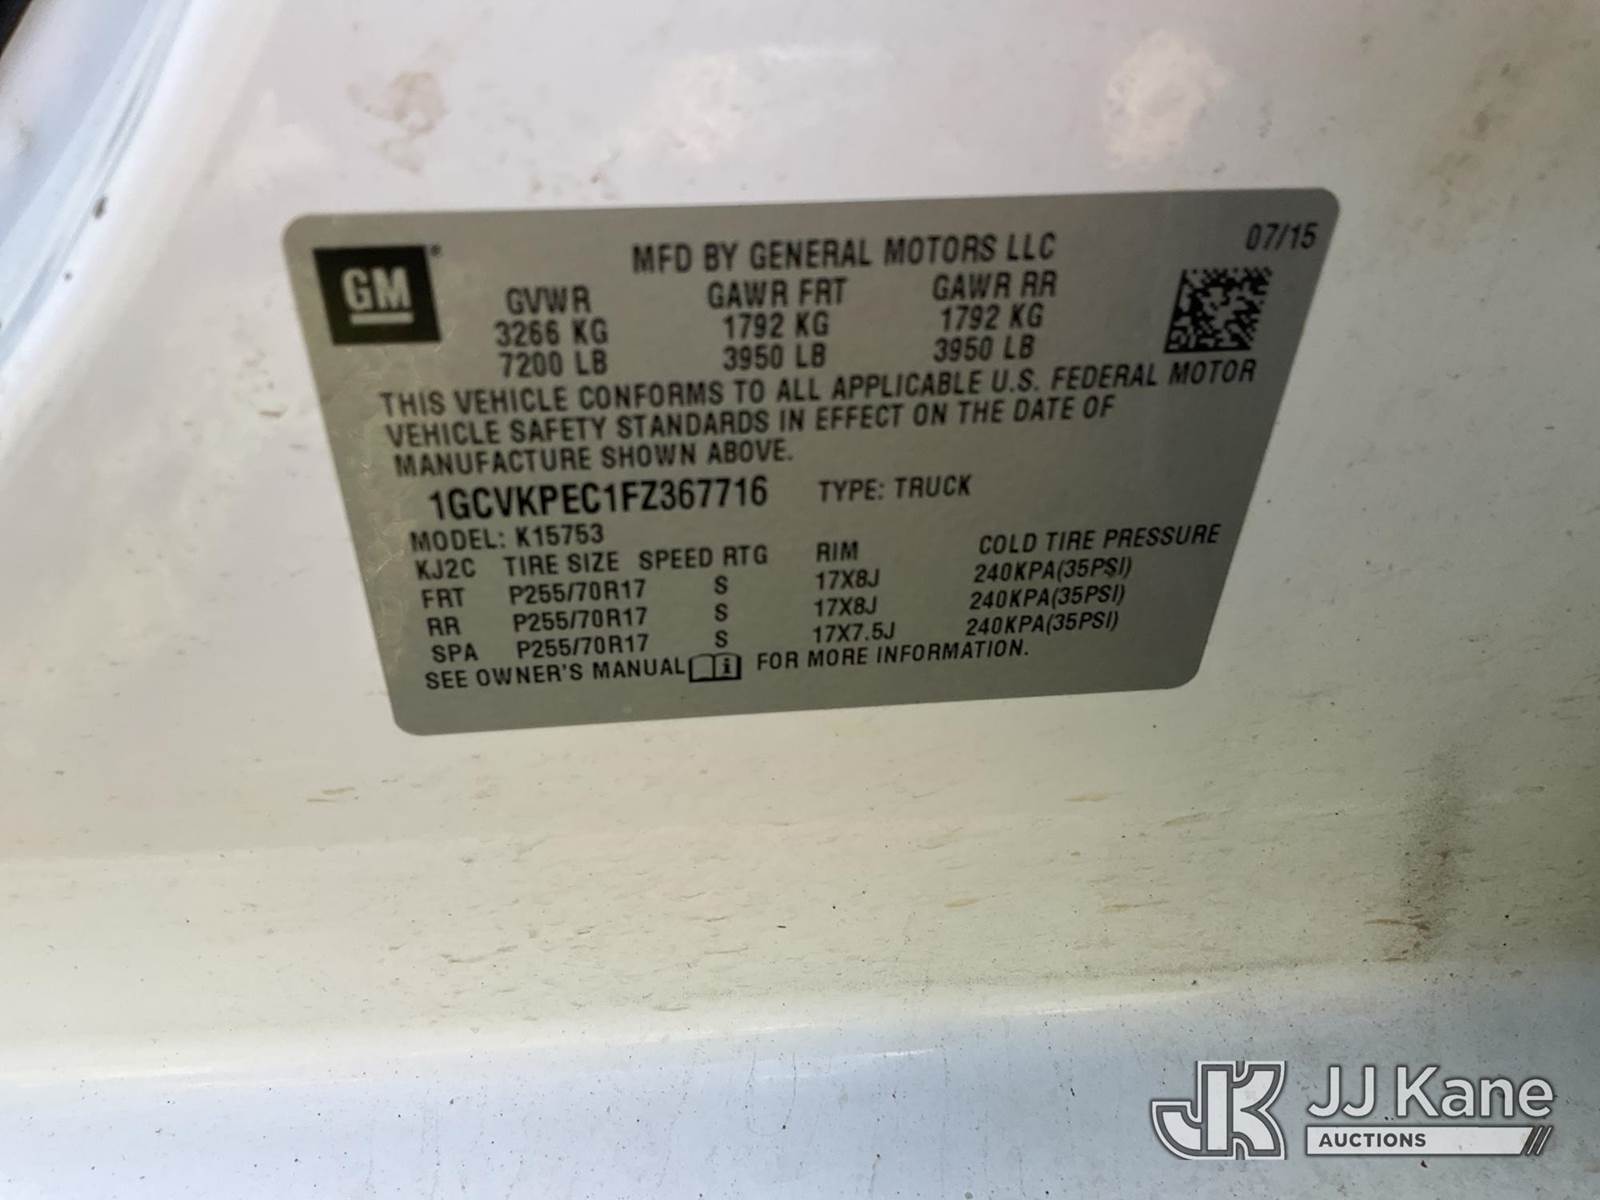 GM®
MFD BY GENERAL MOTORS LLC 07/15
GVWR GAWR FRT GAWR RR
3266 KG 1792 KG 1792 KG
7200 LB 3950 LB 3950 LB
THIS VEHICLE CONFORMS TO ALL APPLICABLE U.S. FEDERAL MOTOR
VEHICLE SAFETY STANDARDS IN EFFECT ON THE DATE OF
MANUFACTURE SHOWN ABOVE.
1GCVKPEC1FZ367716 TYPE: TRUCK
MODEL: K15753
KJ2C TIRE SIZE SPEED RTG RIM COLD TIRE PRESSURE
FRT P255/70R17 S 17X8J 240KPA(35PSI)
RR P255/70R17 S 17X8J 240KPA(35PSI)
SPA P255/70R17 S 17X7.5J 240KPA(35PSI)
SEE OWNER'S MANUAL i FOR MORE INFORMATION.
JK JJ Kane
AUCTIONS